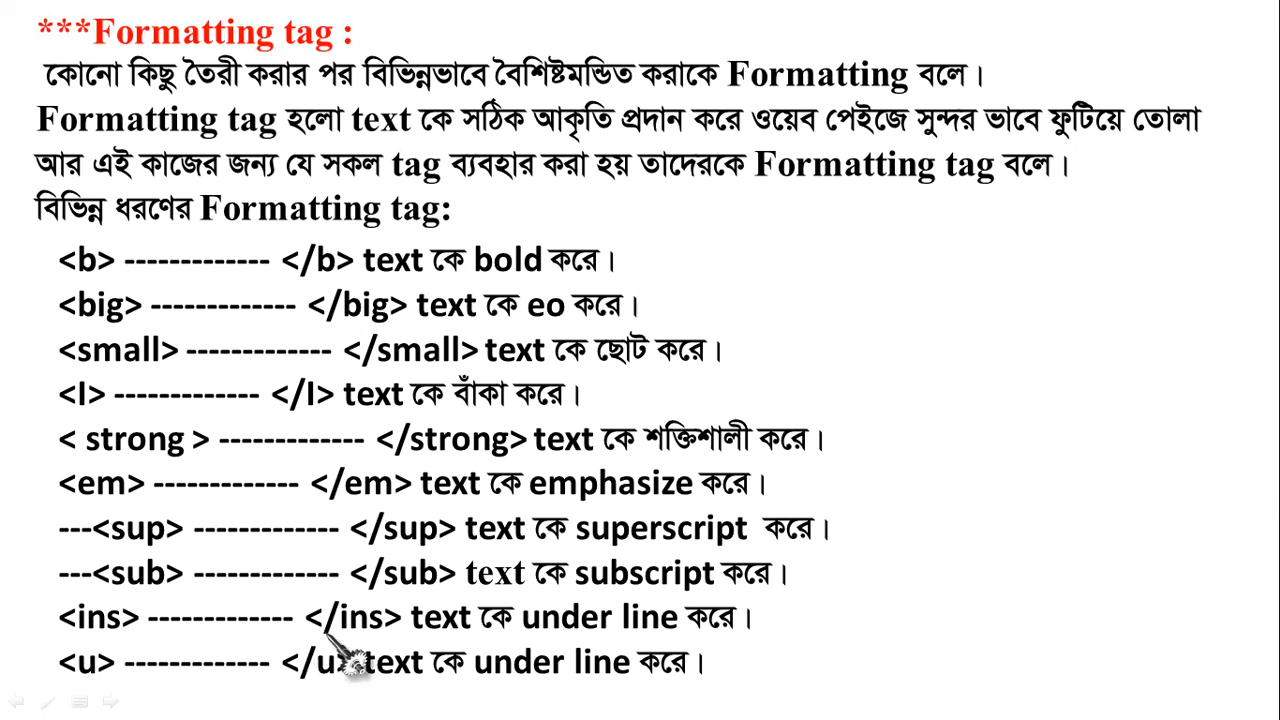 ***Formatting tag :
কোনো কিছু তৈরী করার পর বিভিন্নভাবে বৈশিষ্টমন্ডিত করাকে Formatting বলে।
Formatting tag হলো text কে সঠিক আকৃতি প্রদান করে ওয়েব পেইজে সুন্দর ভাবে ফুটিয়ে তোলা
আর এই কাজের জন্য যে সকল tag ব্যবহার করা হয় তাদেরকে Formatting tag বলে।
বিভিন্ন ধরণের Formatting tag:
<b> ------------- </b> text কে bold করে।
<big> ------------- </big> text কে eo করে।
<small> ------------- </small> text কে ছোট করে।
<I> ------------- </I> text কে বাঁকা করে।
< strong > ------------- </strong> text কে শক্তিশালী করে।
<em> ------------- </em> text কে emphasize করে।
---<sup> ------------- </sup> text কে superscript করে।
---<sub> ------------- </sub> text কে subscript করে।
<ins> ------------- </ins> text কে under line করে।
<u> ------------- </u> text কে under line করে।